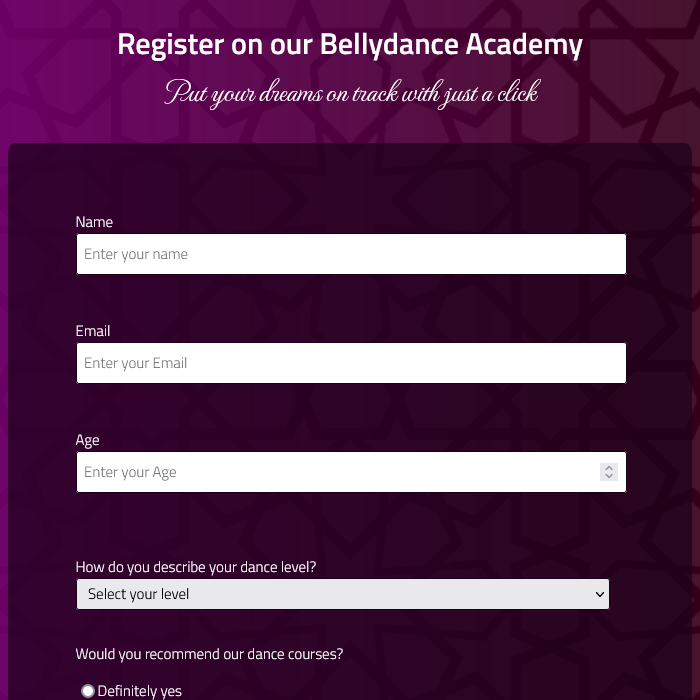 Register on our Bellydance Academy
Put your dreams on track with just a click
Name
Enter your name
Email
Enter your Email
Age
Enter your Age
How do you describe your dance level?
Select your level
Would you recommend our dance courses?
Definitely yes